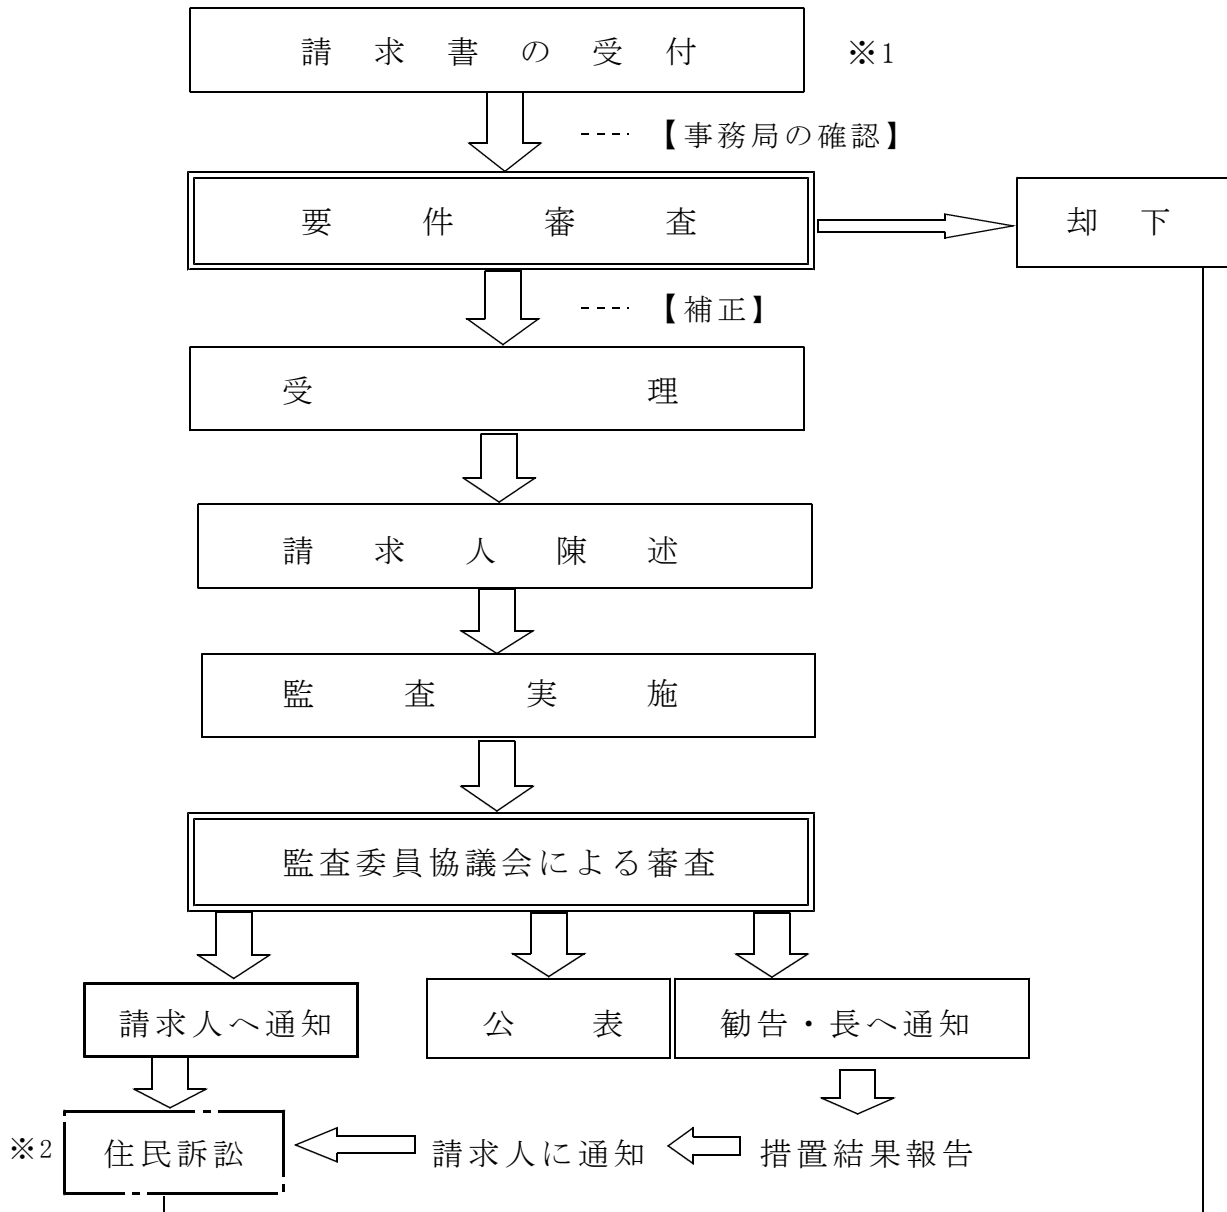 請求書の受付 ※1
【事務局の確認】
要件審査 却下
【補正】
受理
請求人陳述
監査実施
監査委員協議会による審査
請求人へ通知 公表 勧告・長へ通知
※2 住民訴訟 請求人に通知 措置結果報告